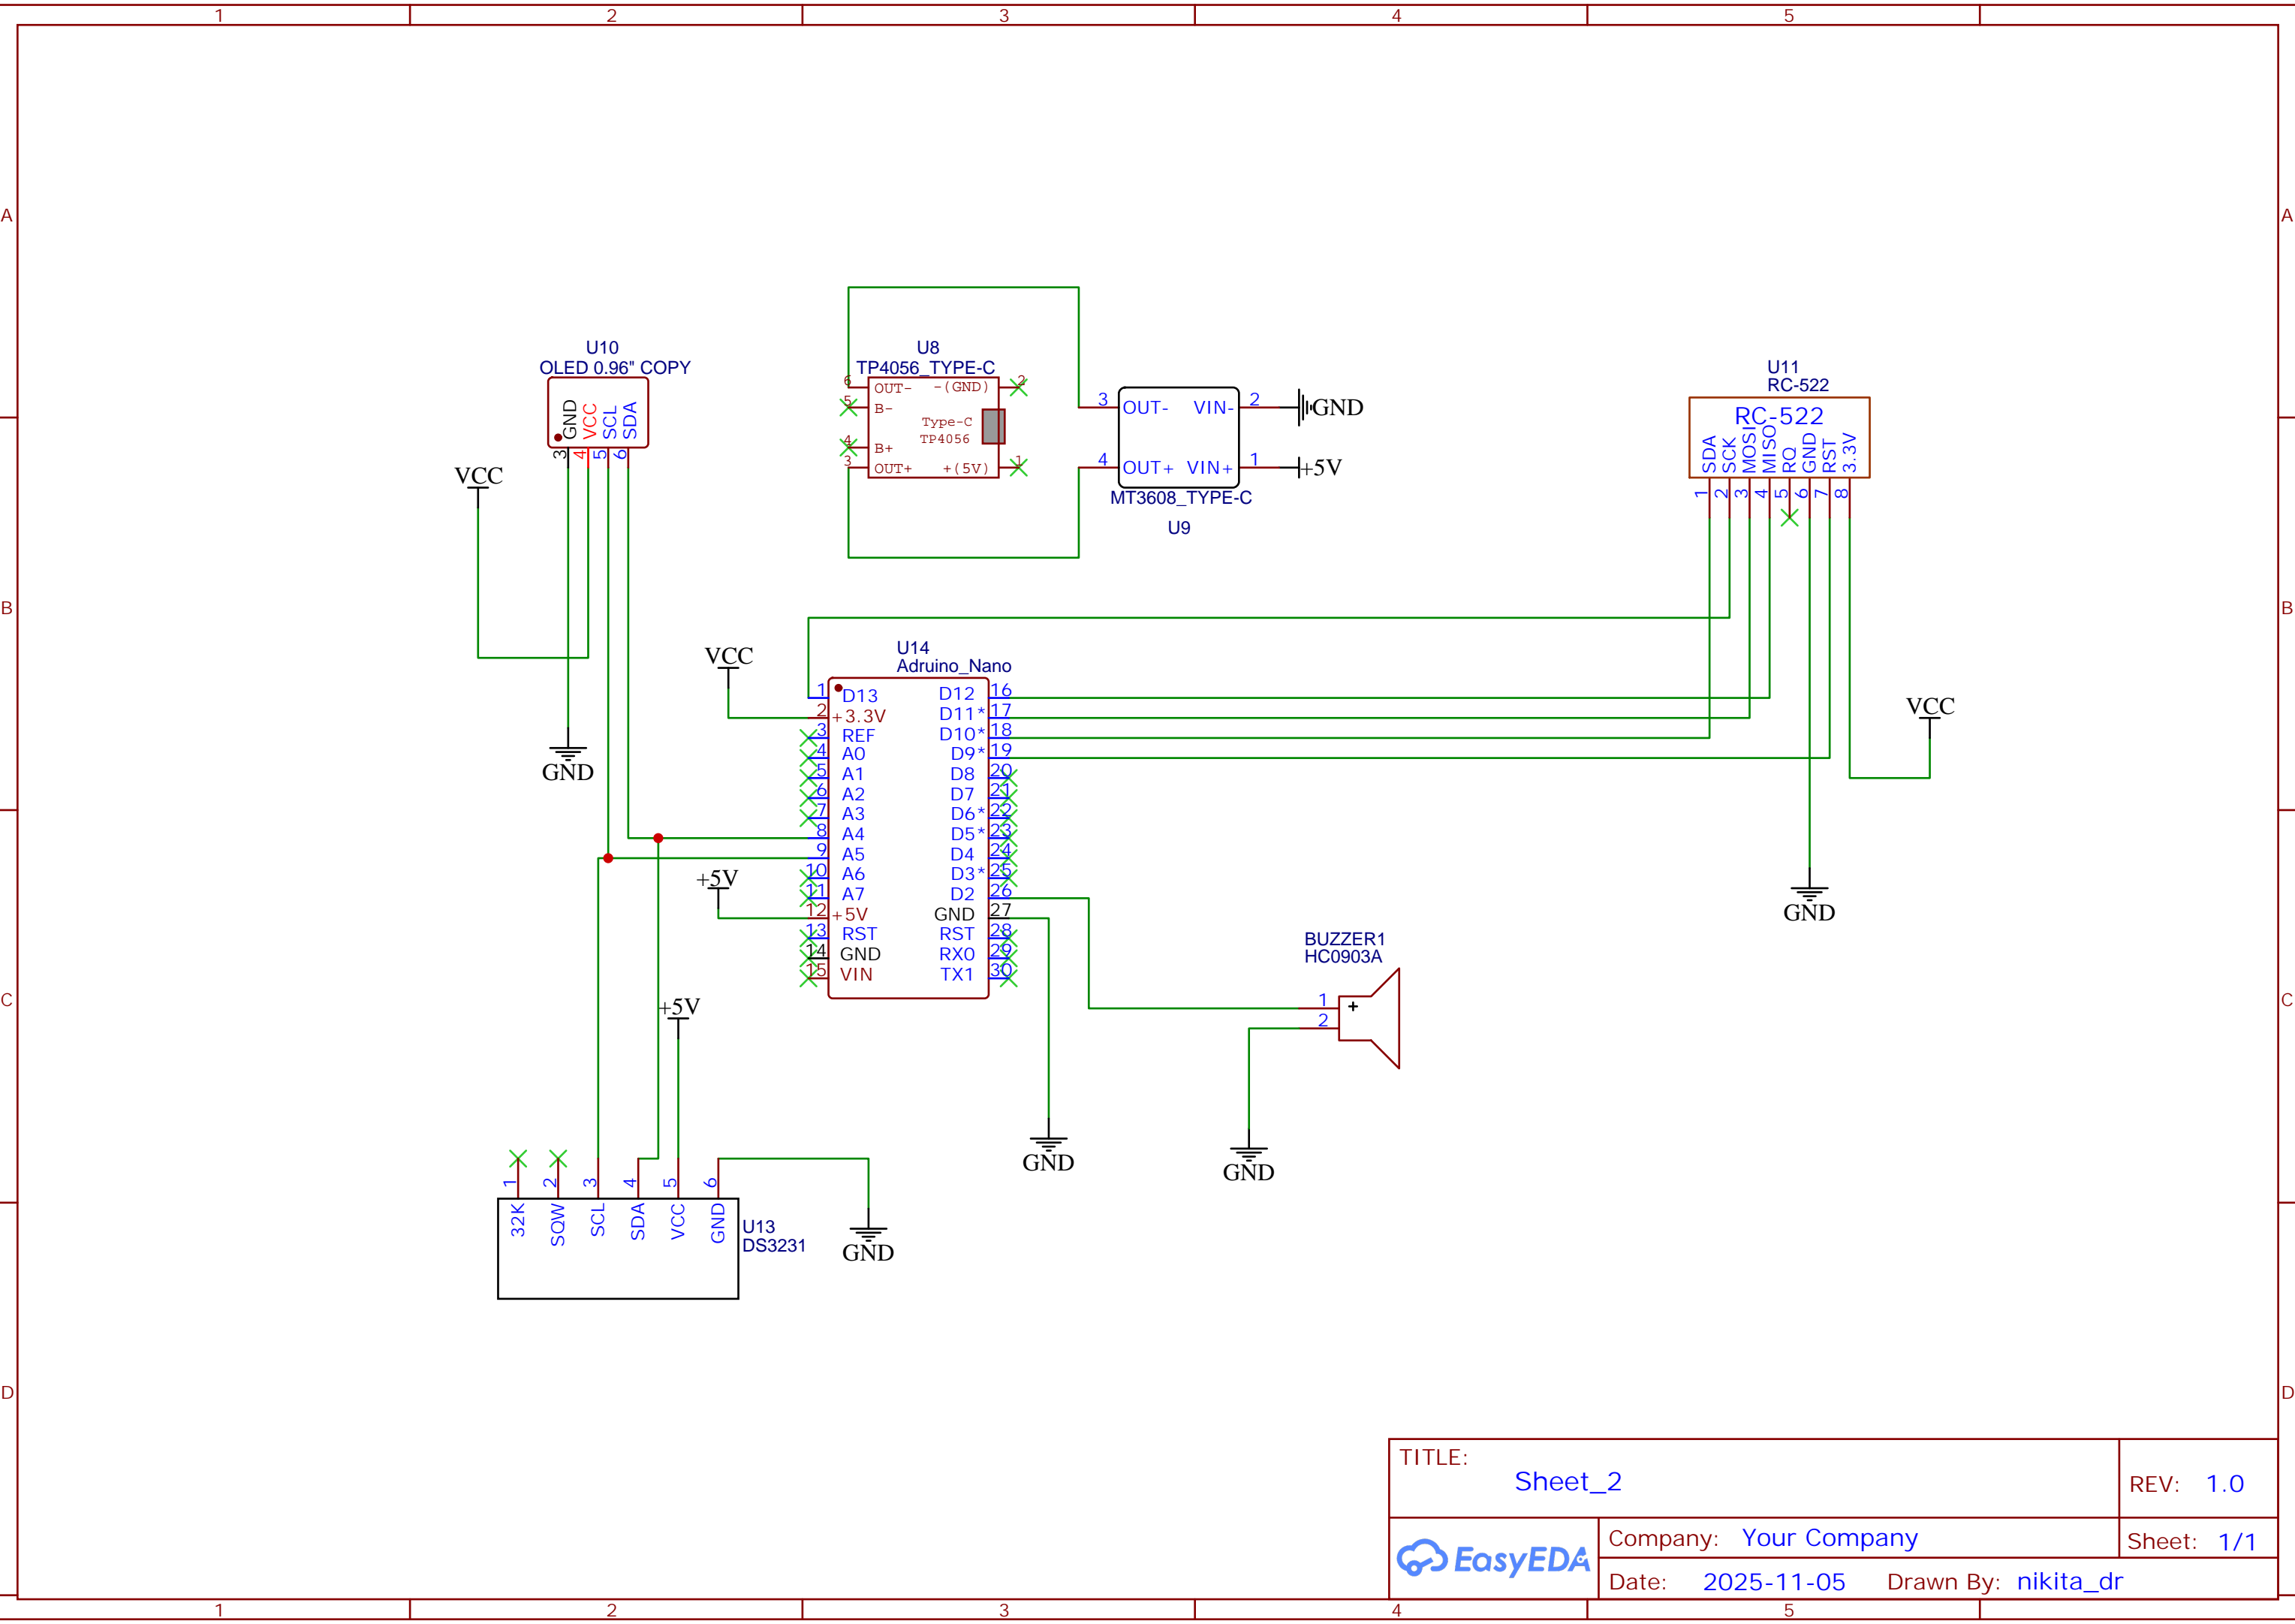 1 2 3 4 5
A A
B B
C C
D D
1 2 3 4 5
U10
OLED 0.96" COPY
GND
VCC
SCL
SDA
3 4 5 6
VCC
GND
U8
TP4056_TYPE-C
6 OUT- -(GND) 2
5 B-
Type-C
TP4056
4 B+
3 OUT+ +(5V) 1
3 OUT- VIN- 2 GND
4 OUT+ VIN+ 1 +5V
MT3608_TYPE-C
U9
U11
RC-522
RC-522
SDA
SCK
MOSI
MISO
RQ
GND
RST
3.3V
1 2 3 4 5 6 7 8
VCC
GND
VCC
U14
Adruino_Nano
1 D13 D12 16
2 +3.3V D11* 17
3 REF D10* 18
4 A0 D9* 19
5 A1 D8 20
6 A2 D7 21
7 A3 D6* 22
8 A4 D5* 23
9 A5 D4 24
10 A6 D3* 25
11 A7 D2 26
12 +5V GND 27
13 RST RST 28
14 GND RX0 29
15 VIN TX1 30
+5V
+5V
BUZZER1
HC0903A
1 +
2
GND
GND
1 2 3 4 5 6
32K
SQW
SCL
SDA
VCC
GND
U13
DS3231
GND
TITLE:
Sheet_2
REV: 1.0
EasyEDA
Company: Your Company
Sheet: 1/1
Date: 2025-11-05 Drawn By: nikita_dr